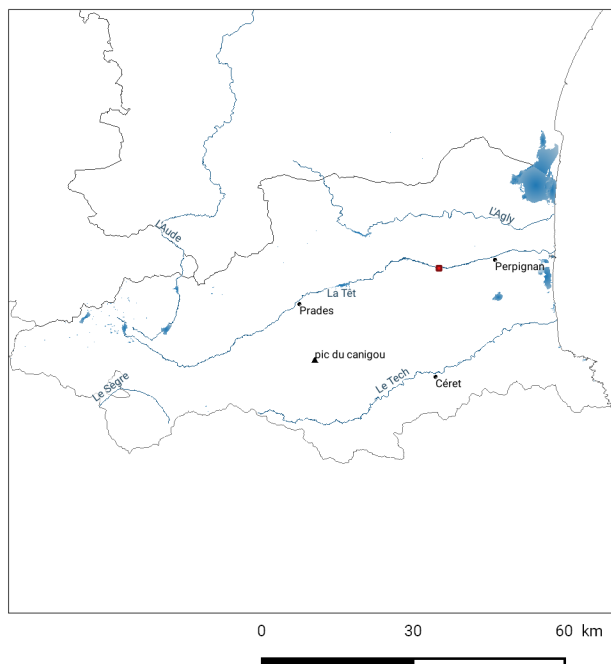 L'Aude
L'Agly
Perpignan
La Têt
Prades
pic du canigou
Le Sègre
Le Tech
Céret
0 30 60 km